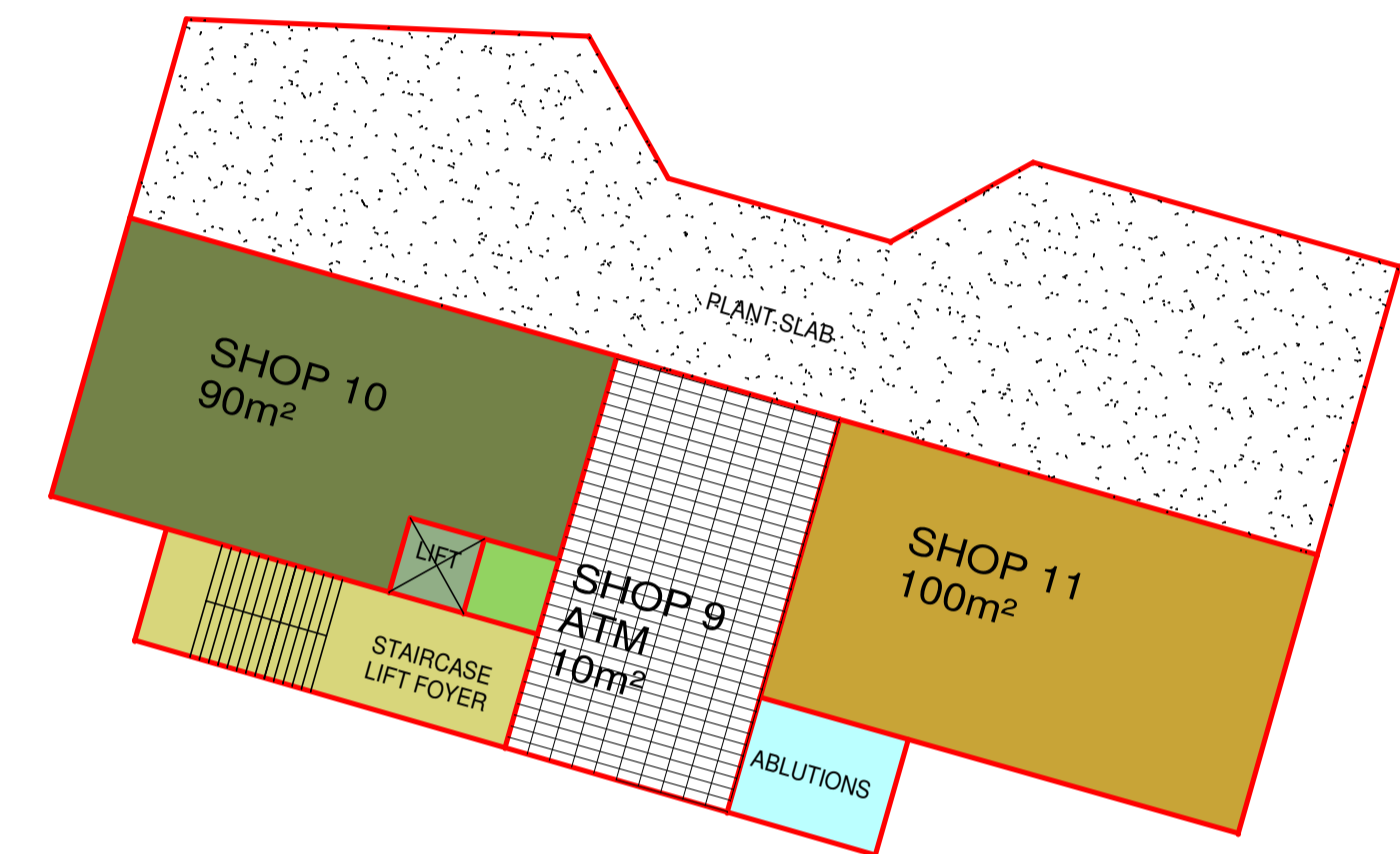 PLANT SLAB
SHOP 10
90m²
LIFT
SHOP 9
ATM
10m²
SHOP 11
100m²
STAIRCASE
LIFT FOYER
ABLUTIONS